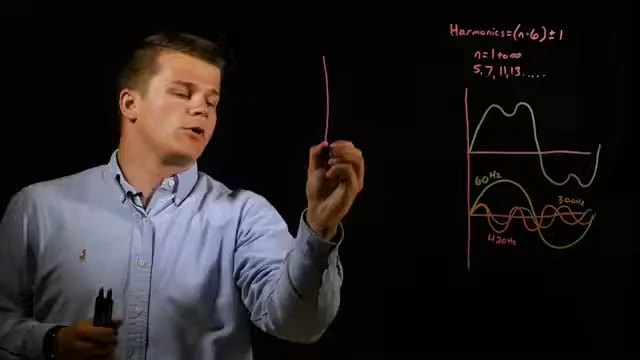 Harmonics = (n·6) ± 1
n = 1 to ∞
5, 7, 11, 13.....
60Hz
300Hz
420Hz